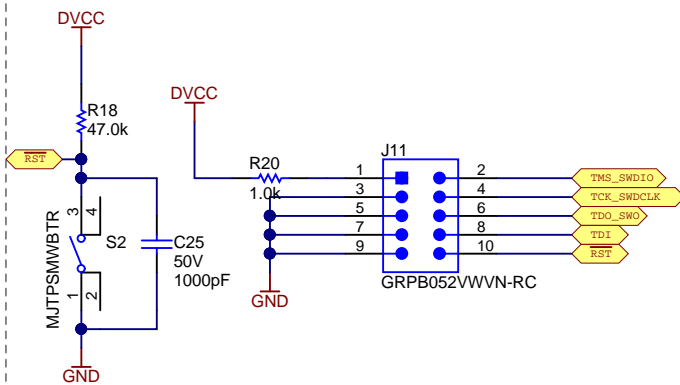 DVCC
R18
47.0k
RST
3
4
S2
MJTPSMWBTR
1
2
C25
50V
1000pF
GND
DVCC
R20
1.0k
GND
J11
1
2
TMS_SWDIO
3
4
TCK_SWDCLK
5
6
TDO_SWO
7
8
TDI
9
10
RST
GRPB052VWVN-RC